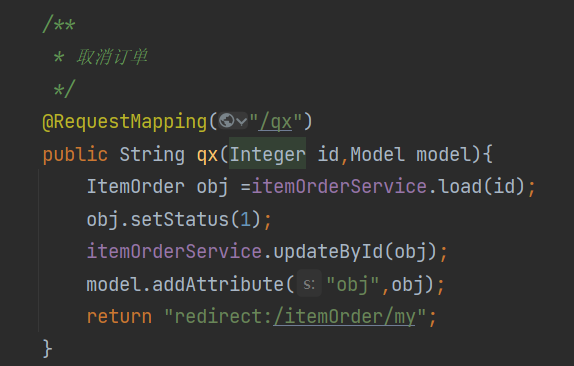 /**
 * 取消订单
 */
@RequestMapping("/qx")
public String qx(Integer id,Model model){
    ItemOrder obj =itemOrderService.load(id);
    obj.setStatus(1);
    itemOrderService.updateById(obj);
    model.addAttribute( s: "obj",obj);
    return "redirect:/itemOrder/my";
}